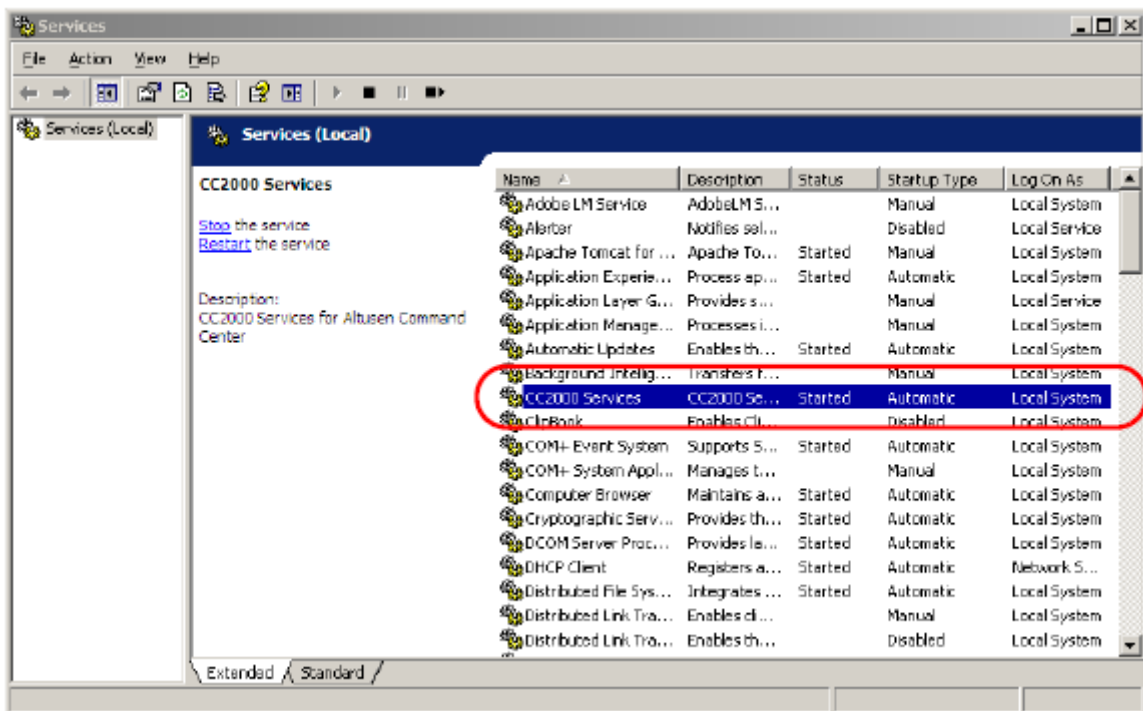 Services
File Action View Help
Services (Local)
Services (Local)
CC2000 Services
Stop the service
Restart the service
Description:
CC2000 Services for Altusen Command
Center
Name Description Status Startup Type Log On As
Adobe LM Service AdobeLM S... Manual Local System
Alerter Notifies sel... Disabled Local Service
Apache Tomcat for ... Apache To... Started Manual Local System
Application Experie... Process ap... Started Automatic Local System
Application Layer G... Provides s... Manual Local Service
Application Manage... Processes i... Manual Local System
Automatic Updates Enables th... Started Automatic Local System
Background Intellig... Transfers f... Manual Local System
CC2000 Services CC2000 Se... Started Automatic Local System
ClipBook Enables Cli... Disabled Local System
COM+ Event System Supports S... Started Automatic Local System
COM+ System Appl... Manages t... Manual Local System
Computer Browser Maintains a... Started Automatic Local System
Cryptographic Serv... Provides th... Started Automatic Local System
DCOM Server Proc... Provides la... Started Automatic Local System
DHCP Client Registers a... Started Automatic Network S...
Distributed File Sys... Integrates ... Started Automatic Local System
Distributed Link Tra... Enables cli... Manual Local System
Distributed Link Tra... Enables th... Disabled Local System
Extended Standard